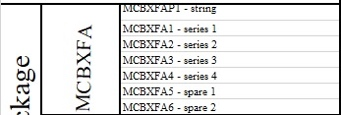 ckage
MCBXFA
MCBXFAP1 - string
MCBXFA1 - series 1
MCBXFA2 - series 2
MCBXFA3 - series 3
MCBXFA4 - series 4
MCBXFA5 - spare 1
MCBXFA6 - spare 2